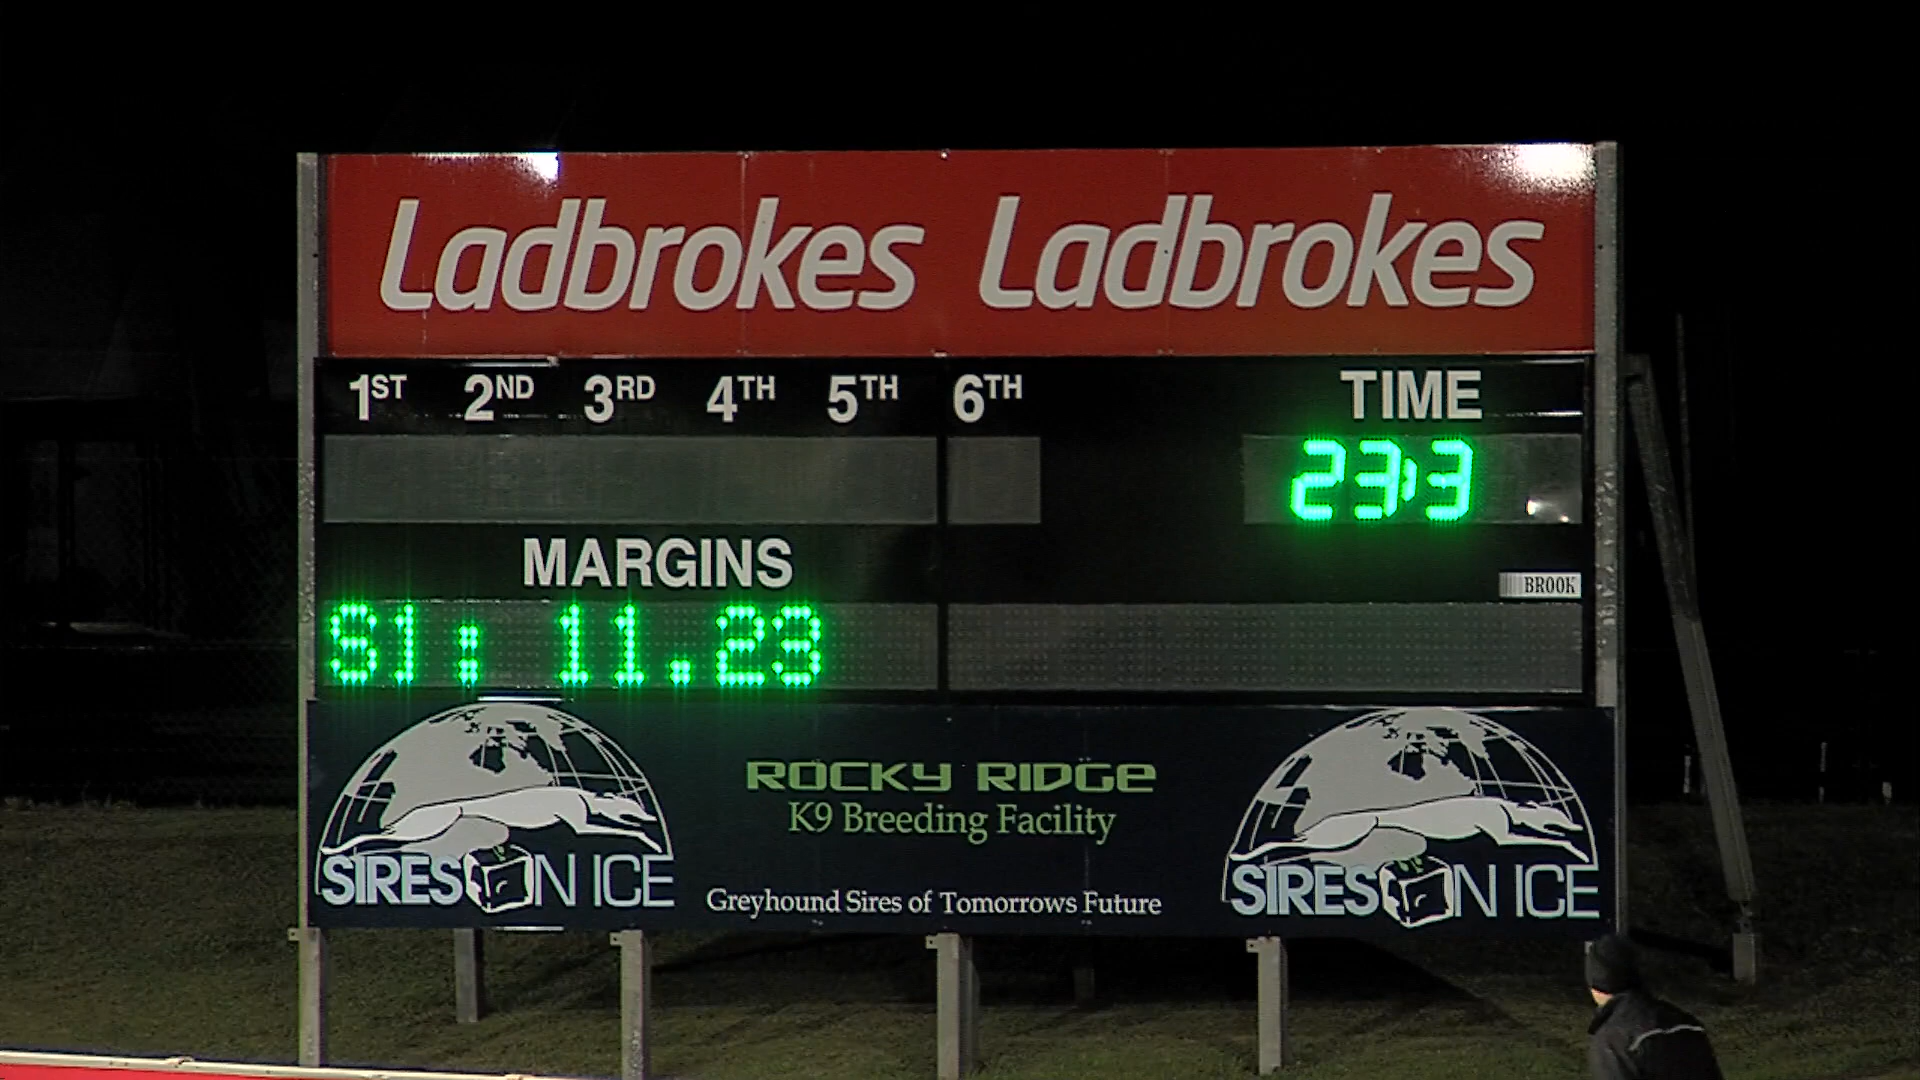 Ladbrokes Ladbrokes
1ST 2ND 3RD 4TH 5TH 6TH TIME
23:3
MARGINS
BROOK
S1: 11.23
ROCKY RIDGE
K9 Breeding Facility
SIRES ON ICE
Greyhound Sires of Tomorrows Future
SIRES ON ICE